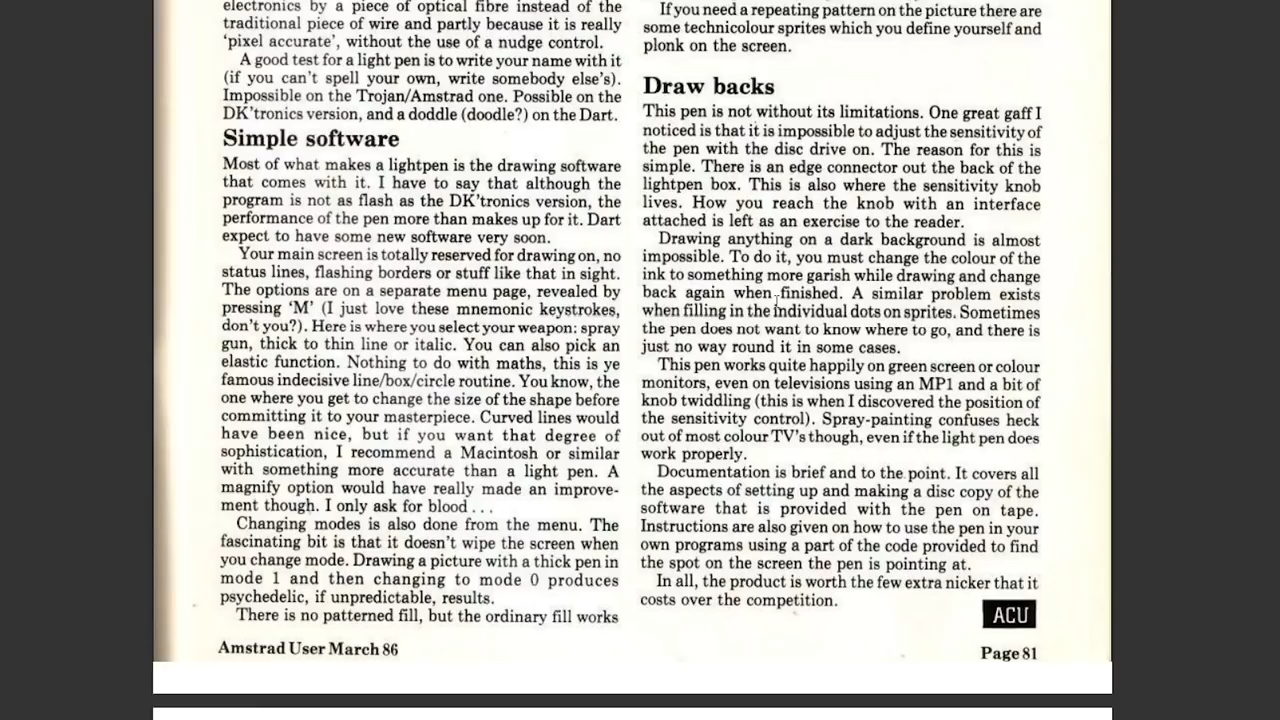 electronics by a piece of optical fibre instead of the
traditional piece of wire and partly because it is really
‘pixel accurate’, without the use of a nudge control.
A good test for a light pen is to write your name with it
(if you can’t spell your own, write somebody else’s).
Impossible on the Trojan/Amstrad one. Possible on the
DK’tronics version, and a doddle (doodle?) on the Dart.
Simple software
Most of what makes a lightpen is the drawing software
that comes with it. I have to say that although the
program is not as flash as the DK’tronics version, the
performance of the pen more than makes up for it. Dart
expect to have some new software very soon.
Your main screen is totally reserved for drawing on, no
status lines, flashing borders or stuff like that in sight.
The options are on a separate menu page, revealed by
pressing ‘M’ (I just love these mnemonic keystrokes,
don’t you?). Here is where you select your weapon: spray
gun, thick to thin line or italic. You can also pick an
elastic function. Nothing to do with maths, this is ye
famous indecisive line/box/circle routine. You know, the
one where you get to change the size of the shape before
committing it to your masterpiece. Curved lines would
have been nice, but if you want that degree of
sophistication, I recommend a Macintosh or similar
with something more accurate than a light pen. A
magnify option would have really made an improve-
ment though. I only ask for blood . . .
Changing modes is also done from the menu. The
fascinating bit is that it doesn’t wipe the screen when
you change mode. Drawing a picture with a thick pen in
mode 1 and then changing to mode 0 produces
psychedelic, if unpredictable, results.
There is no patterned fill, but the ordinary fill works
If you need a repeating pattern on the picture there are
some technicolour sprites which you define yourself and
plonk on the screen.
Draw backs
This pen is not without its limitations. One great gaff I
noticed is that it is impossible to adjust the sensitivity of
the pen with the disc drive on. The reason for this is
simple. There is an edge connector out the back of the
lightpen box. This is also where the sensitivity knob
lives. How you reach the knob with an interface
attached is left as an exercise to the reader.
Drawing anything on a dark background is almost
impossible. To do it, you must change the colour of the
ink to something more garish while drawing and change
back again when finished. A similar problem exists
when filling in the individual dots on sprites. Sometimes
the pen does not want to know where to go, and there is
just no way round it in some cases.
This pen works quite happily on green screen or colour
monitors, even on televisions using an MP1 and a bit of
knob twiddling (this is when I discovered the position of
the sensitivity control). Spray-painting confuses heck
out of most colour TV’s though, even if the light pen does
work properly.
Documentation is brief and to the point. It covers all
the aspects of setting up and making a disc copy of the
software that is provided with the pen on tape.
Instructions are also given on how to use the pen in your
own programs using a part of the code provided to find
the spot on the screen the pen is pointing at.
In all, the product is worth the few extra nicker that it
costs over the competition.
ACU
Amstrad User March 86
Page 81